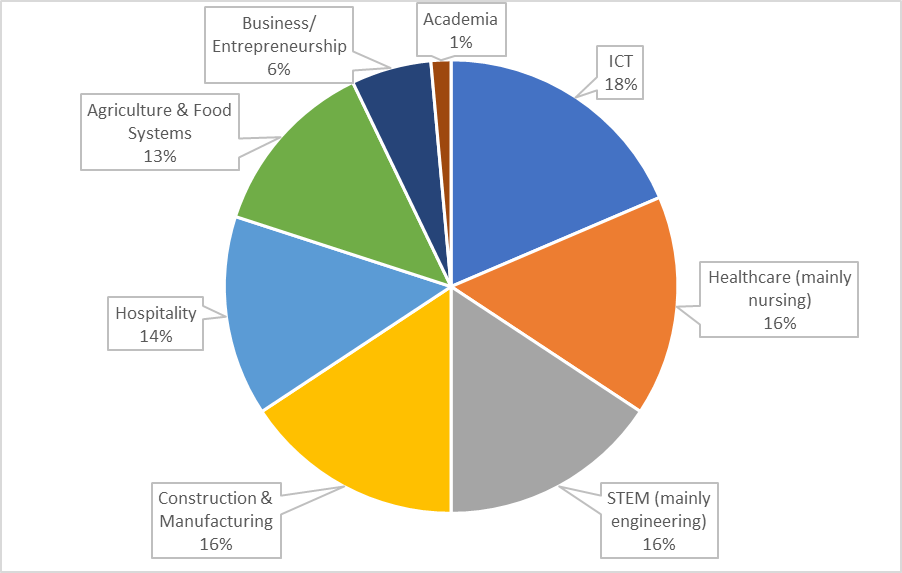 Academia
1%
ICT
18%
Healthcare (mainly
nursing)
16%
STEM (mainly
engineering)
16%
Construction &
Manufacturing
16%
Hospitality
14%
Agriculture & Food
Systems
13%
Business/
Entrepreneurship
6%